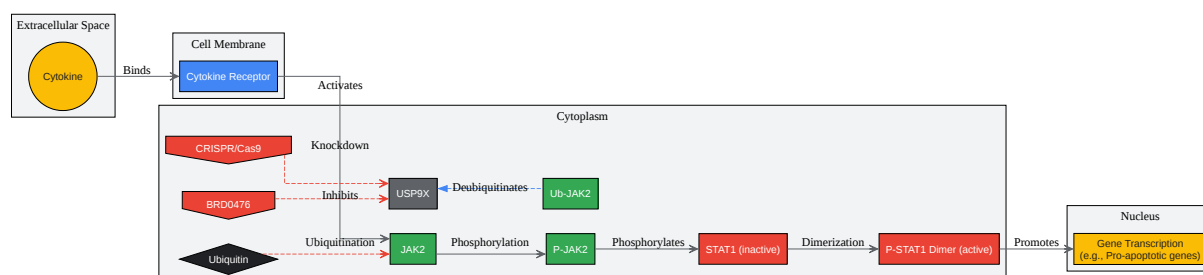 Extracellular Space
Cytokine
Binds
Cell Membrane
Cytokine Receptor
Activates
Cytoplasm
CRISPR/Cas9
Knockdown
BRD0476
Inhibits
USP9X
Deubiquitinates
Ub-JAK2
Ubiquitin
Ubiquitination
JAK2
Phosphorylation
P-JAK2
Phosphorylates
STAT1 (inactive)
Dimerization
P-STAT1 Dimer (active)
Promotes
Nucleus
Gene Transcription
(e.g., Pro-apoptotic genes)